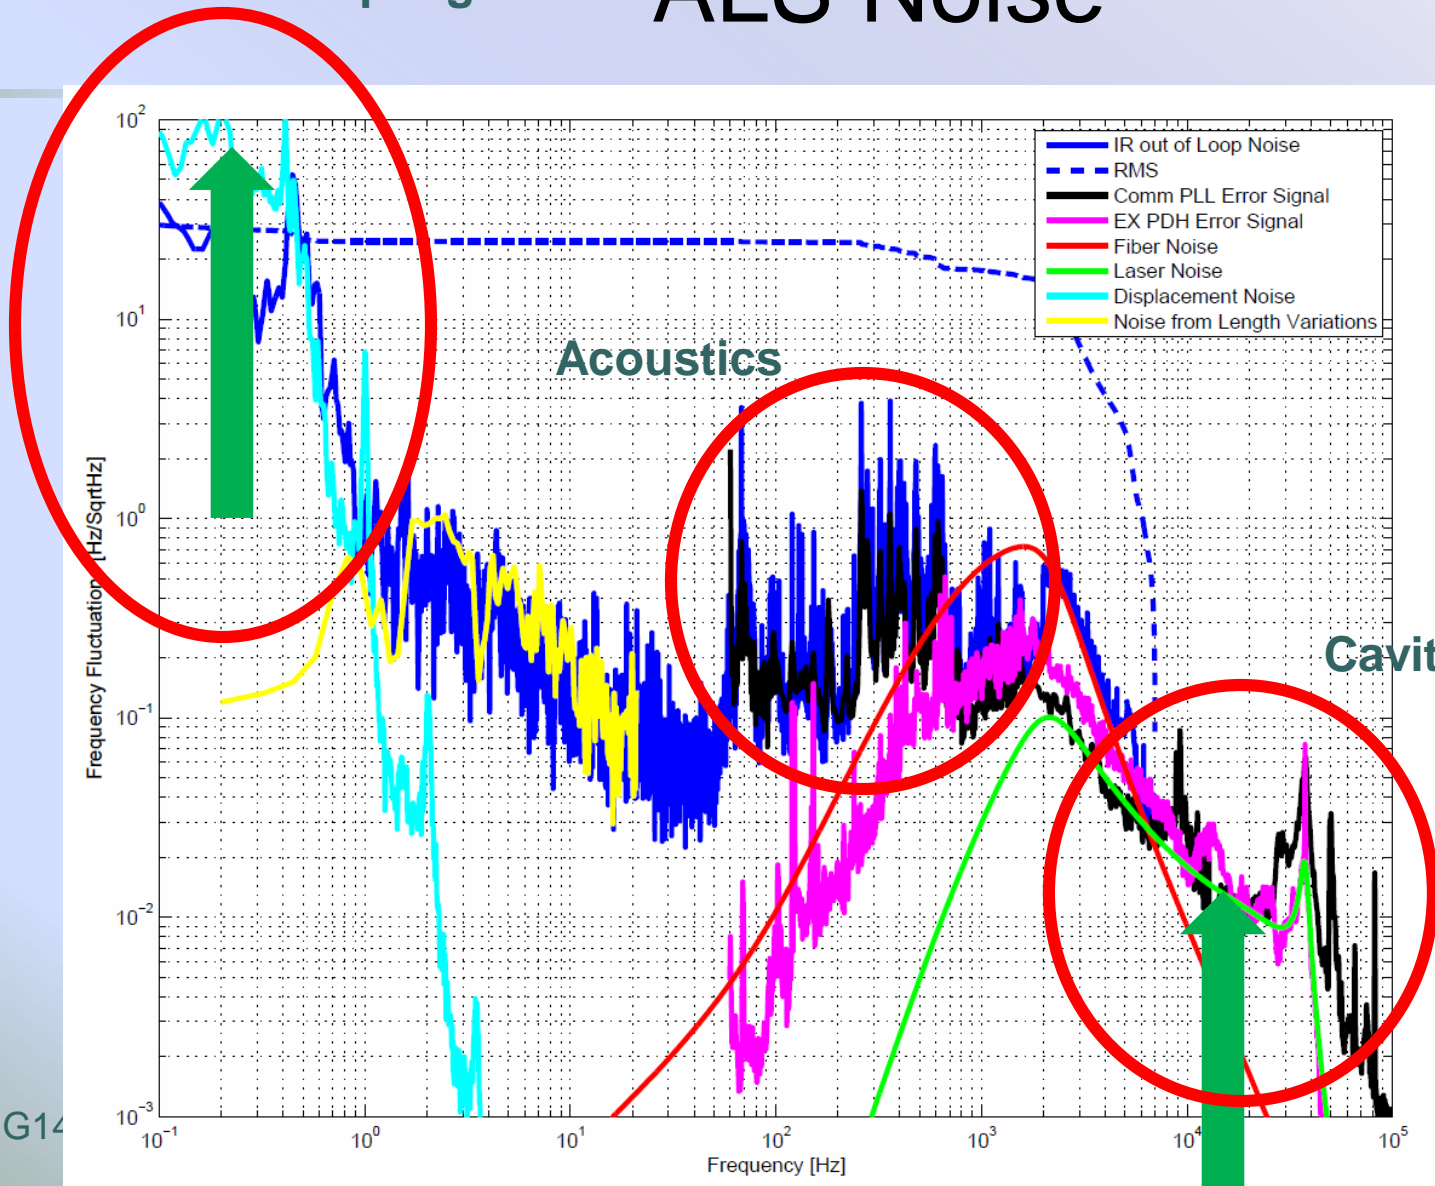 ALS Noise
10²
10¹
10⁰
10⁻¹
10⁻²
10⁻³
Frequency Fluctuation [Hz/SqrtHz]
IR out of Loop Noise
RMS
Comm PLL Error Signal
EX PDH Error Signal
Fiber Noise
Laser Noise
Displacement Noise
Noise from Length Variations
Acoustics
Cavit
G14
10⁻¹ 10⁰ 10¹ 10² 10³ 10⁴ 10⁵
Frequency [Hz]